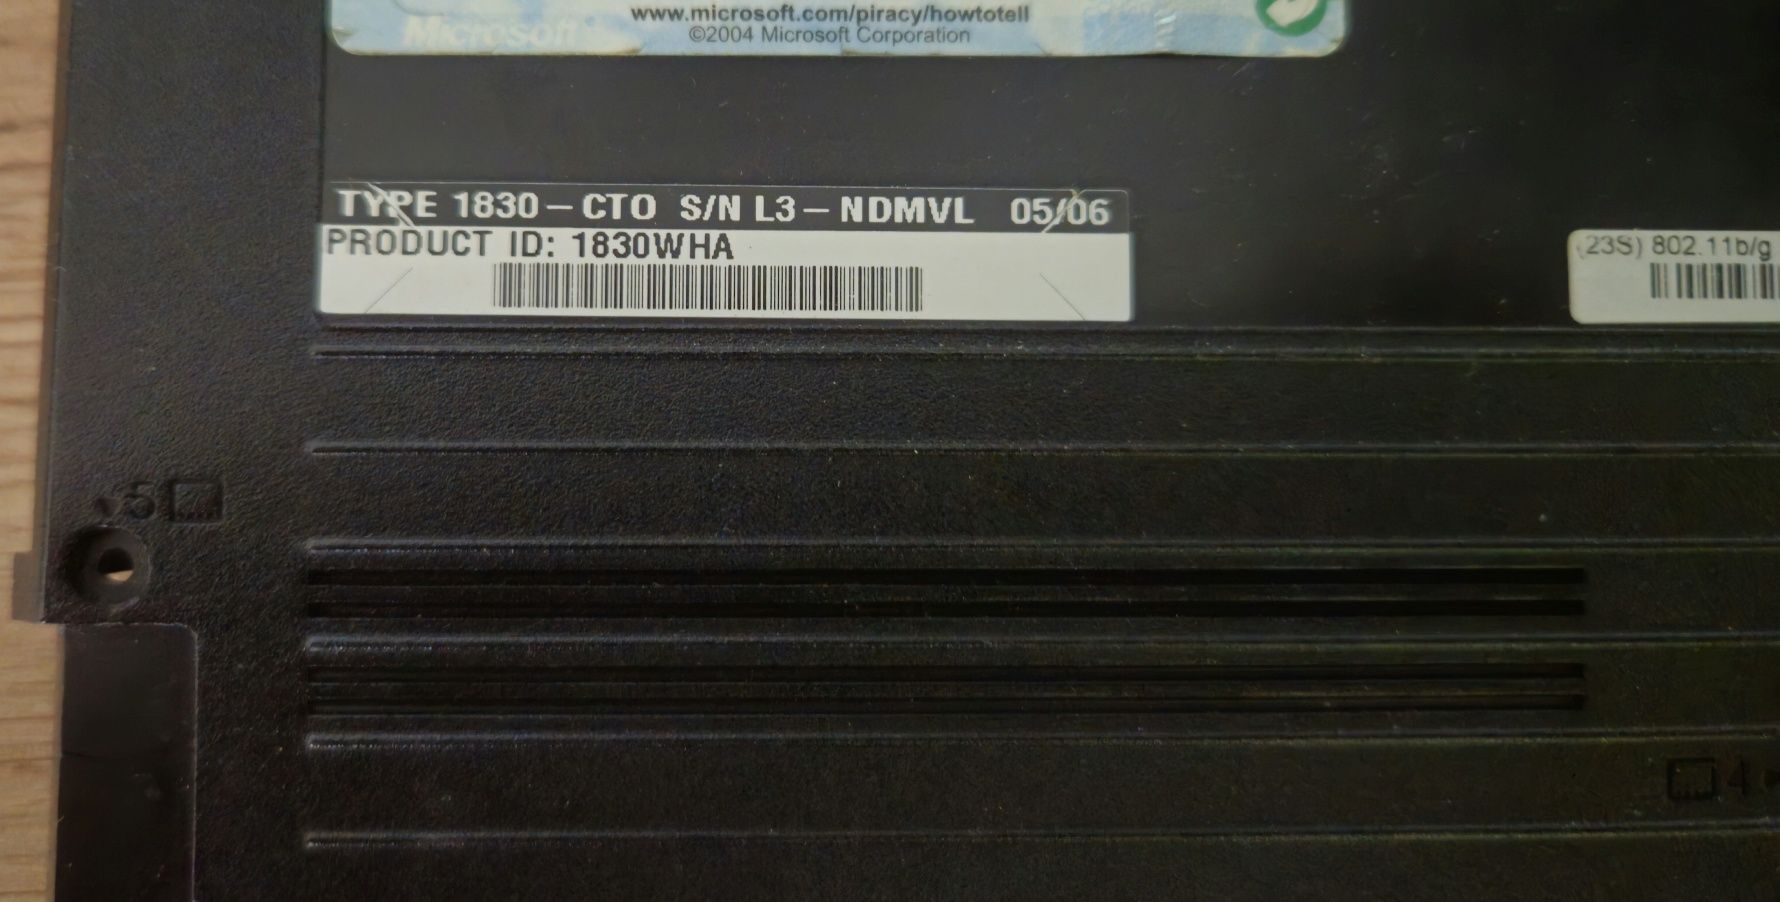 www.microsoft.com/piracy/howtotell
Microsoft ©2004 Microsoft Corporation
TYPE 1830-CTO S/N L3-NDMVL 05/06
PRODUCT ID: 1830WHA
(23S) 802.11b/g
5
4